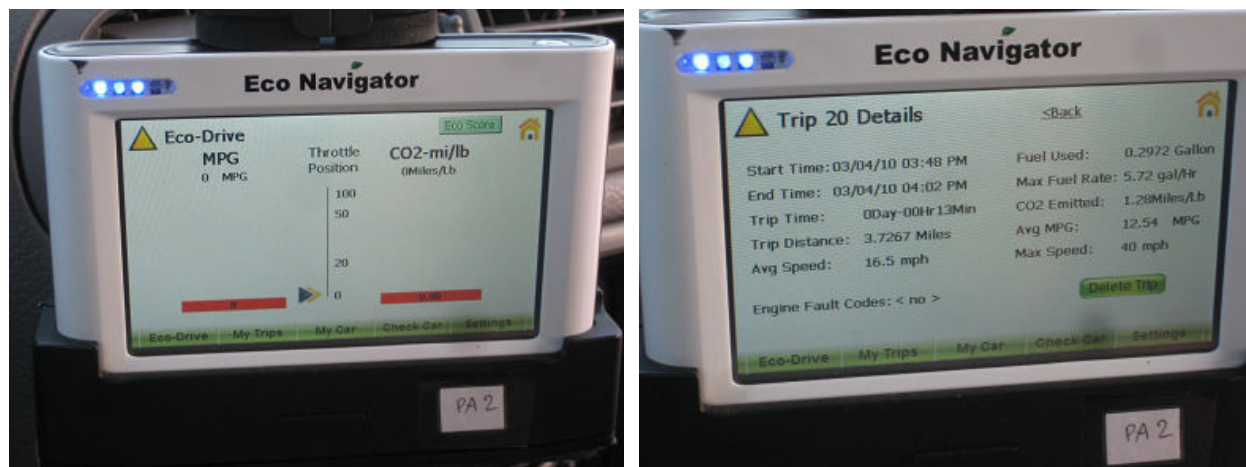 Eco Navigator
Eco-Drive
Eco Score
MPG
0 MPG
Throttle
Position
CO2-mi/lb
0Miles/Lb
100
50
20
0
0
0.00
Eco-Drive My Trips My Car Check Car Settings
PA 2
Eco Navigator
Trip 20 Details
<Back
Start Time: 03/04/10 03:48 PM
End Time: 03/04/10 04:02 PM
Trip Time: 0Day-00Hr13Min
Trip Distance: 3.7267 Miles
Avg Speed: 16.5 mph
Fuel Used: 0.2972 Gallon
Max Fuel Rate: 5.72 gal/Hr
CO2 Emitted: 1.28Miles/Lb
Avg MPG: 12.54 MPG
Max Speed: 40 mph
Engine Fault Codes: < no >
Delete Trip
Eco-Drive My Trips My Car Check Car Settings
PA 2